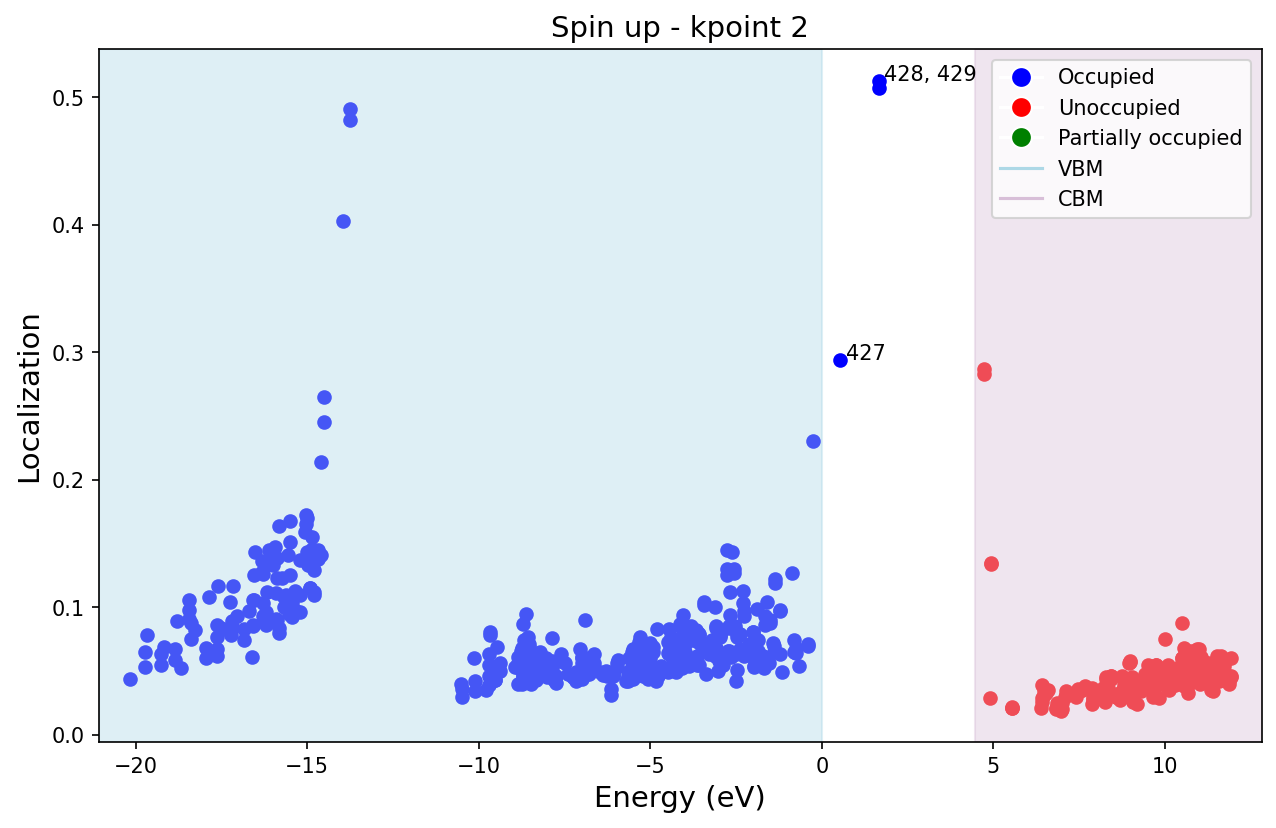 Spin up - kpoint 2
Localization
0.5
0.4
0.3
0.2
0.1
0.0
428, 429
427
Occupied
Unoccupied
Partially occupied
VBM
CBM
−20
−15
−10
−5
0
5
10
Energy (eV)